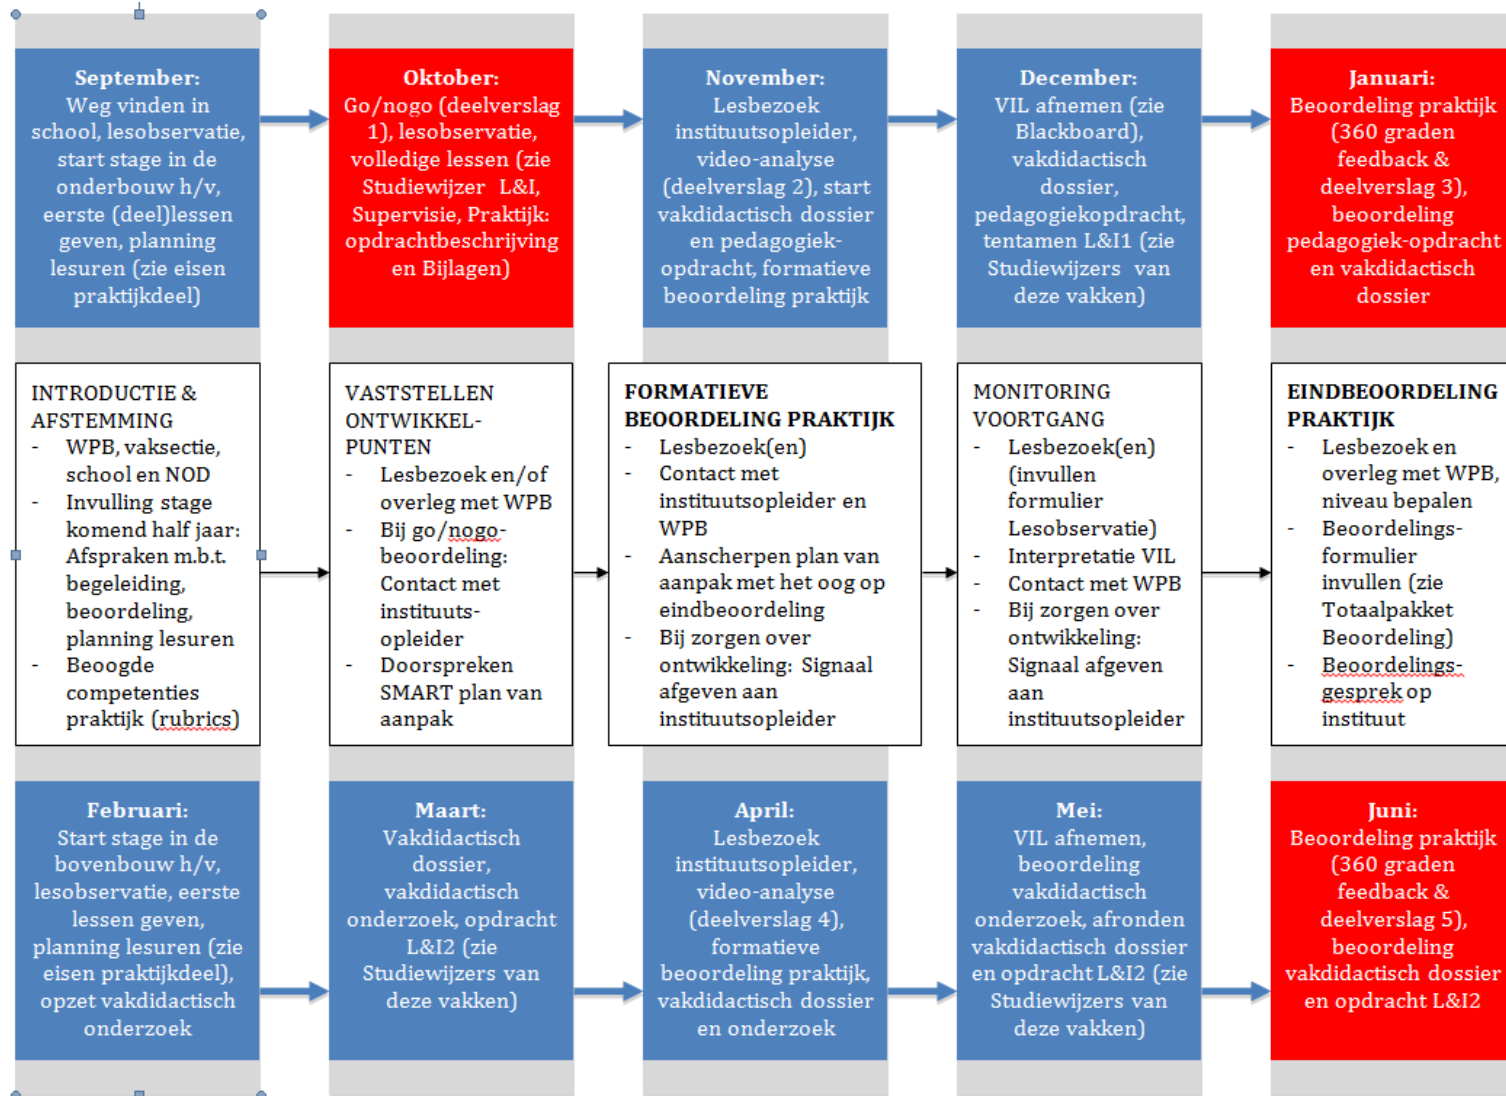 September:
Weg vinden in
school, lesobservatie,
start stage in de
onderbouw h/v,
eerste (deel)lessen
geven, planning
lesuren (zie eisen
praktijkdeel)
Oktober:
Go/nogo (deelverslag
1), lesobservatie,
volledige lessen (zie
Studiewijzer L&I,
Supervisie, Praktijk:
opdrachtbeschrijving
en Bijlagen)
November:
Lesbezoek
instituutsopleider,
video-analyse
(deelverslag 2), start
vakdidactisch dossier
en pedagogiek-
opdracht, formatieve
beoordeling praktijk
December:
VIL afnemen (zie
Blackboard),
vakdidactisch
dossier,
pedagogiekopdracht,
tentamen L&I1 (zie
Studiewijzers van
deze vakken)
Januari:
Beoordeling praktijk
(360 graden
feedback &
deelverslag 3),
beoordeling
pedagogiek-opdracht
en vakdidactisch
dossier
INTRODUCTIE &
AFSTEMMING
- WPB, vaksectie,
school en NOD
- Invulling stage
komend half jaar:
Afspraken m.b.t.
begeleiding,
beoordeling,
planning lesuren
- Beoogde
competenties
praktijk (rubrics)
VASTSTELLEN
ONTWIKKEL-
PUNTEN
- Lesbezoek en/of
overleg met WPB
- Bij go/nogo-
beoordeling:
Contact met
instituuts-
opleider
- Doorspreken
SMART plan van
aanpak
FORMATIEVE
BEOORDELING PRAKTIJK
- Lesbezoek(en)
- Contact met
instituutsopleider en
WPB
- Aanscherpen plan van
aanpak met het oog op
eindbeoordeling
- Bij zorgen over
ontwikkeling: Signaal
afgeven aan
instituutsopleider
MONITORING
VOORTGANG
- Lesbezoek(en)
(invullen
formulier
Lesobservatie)
- Interpretatie VIL
- Contact met WPB
- Bij zorgen over
ontwikkeling:
Signaal afgeven
aan
instituutsopleider
EINDBEOORDELING
PRAKTIJK
- Lesbezoek en
overleg met WPB,
niveau bepalen
- Beoordelings-
formulier
invullen (zie
Totaalpakket
Beoordeling)
- Beoordelings-
gesprek op
instituut
Februari:
Start stage in de
bovenbouw h/v,
lesobservatie, eerste
lessen geven,
planning lesuren (zie
eisen praktijkdeel),
opzet vakdidactisch
onderzoek
Maart:
Vakdidactisch
dossier,
vakdidactisch
onderzoek, opdracht
L&I2 (zie
Studiewijzers van
deze vakken)
April:
Lesbezoek
instituutsopleider,
video-analyse
(deelverslag 4),
formatieve
beoordeling praktijk,
vakdidactisch dossier
en onderzoek
Mei:
VIL afnemen,
beoordeling
vakdidactisch
onderzoek, afronden
vakdidactisch dossier
en opdracht L&I2 (zie
Studiewijzers van
deze vakken)
Juni:
Beoordeling praktijk
(360 graden
feedback &
deelverslag 5),
beoordeling
vakdidactisch dossier
en opdracht L&I2